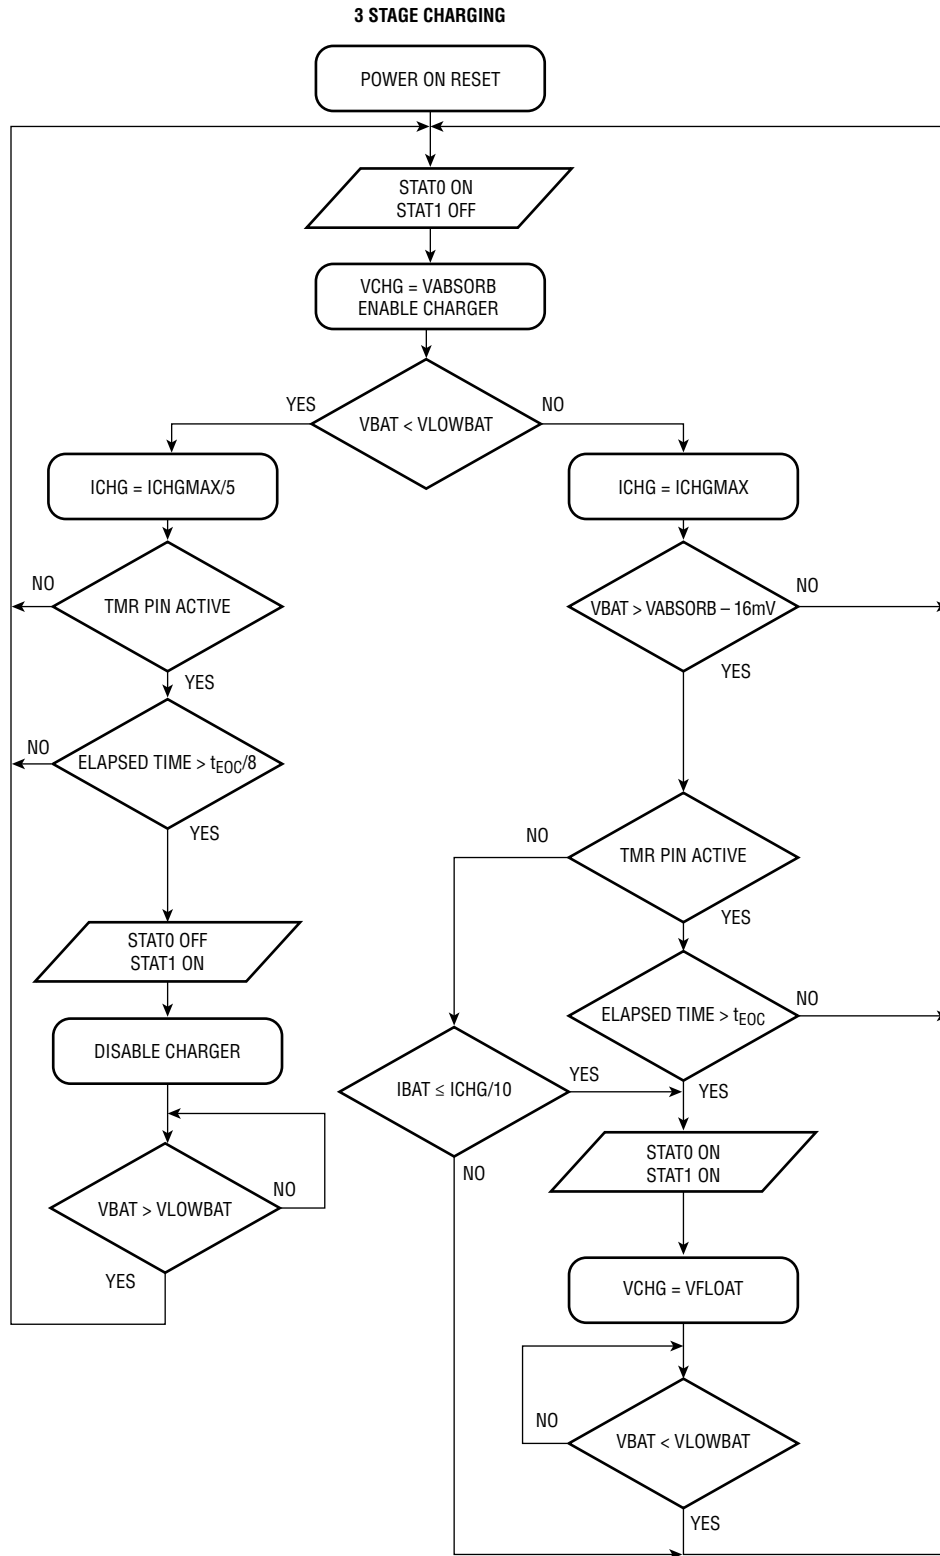 3 STAGE CHARGING
POWER ON RESET
STAT0 ON
STAT1 OFF
VCHG = VABSORB
ENABLE CHARGER
VBAT < VLOWBAT
YES
NO
ICHG = ICHGMAX/5
ICHG = ICHGMAX
TMR PIN ACTIVE
NO
YES
VBAT > VABSORB – 16mV
NO
YES
ELAPSED TIME > tEOC/8
NO
YES
TMR PIN ACTIVE
NO
YES
STAT0 OFF
STAT1 ON
ELAPSED TIME > tEOC
NO
YES
DISABLE CHARGER
IBAT ≤ ICHG/10
YES
NO
STAT0 ON
STAT1 ON
VBAT > VLOWBAT
NO
YES
VCHG = VFLOAT
VBAT < VLOWBAT
NO
YES